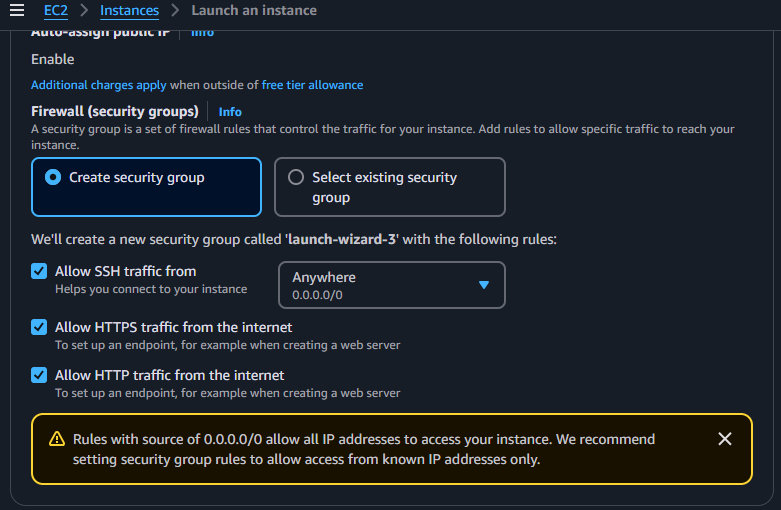 EC2 > Instances > Launch an instance
Auto-assign public IP Info
Enable
Additional charges apply when outside of free tier allowance
Firewall (security groups) Info
A security group is a set of firewall rules that control the traffic for your instance. Add rules to allow specific traffic to reach your
instance.
Create security group
Select existing security
group
We'll create a new security group called 'launch-wizard-3' with the following rules:
Allow SSH traffic from
Helps you connect to your instance
Anywhere
0.0.0.0/0
Allow HTTPS traffic from the internet
To set up an endpoint, for example when creating a web server
Allow HTTP traffic from the internet
To set up an endpoint, for example when creating a web server
Rules with source of 0.0.0.0/0 allow all IP addresses to access your instance. We recommend
setting security group rules to allow access from known IP addresses only.